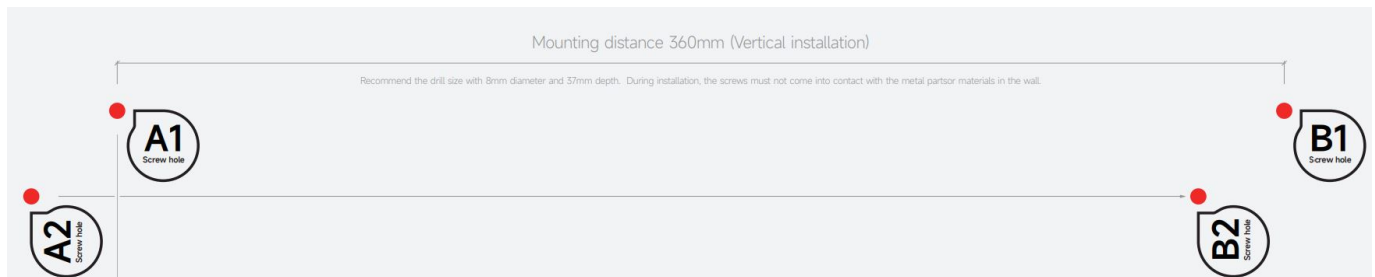 Mounting distance 360mm (Vertical installation)
Recommend the drill size with 8mm diameter and 37mm depth. During installation, the screws must not come into contact with the metal partsor materials in the wall.
A1
Screw hole
B1
Screw hole
A2
Screw hole
B2
Screw hole